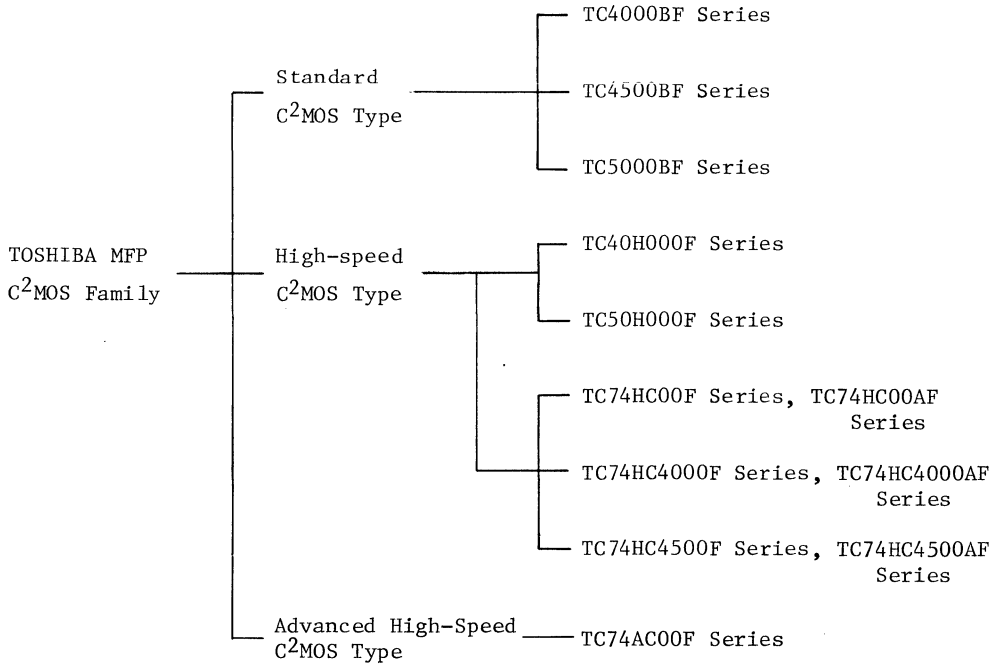 TC4000BF Series
Standard
C²MOS Type
TC4500BF Series
TC5000BF Series
TOSHIBA MFP
C²MOS Family
High-speed
C²MOS Type
TC40H000F Series
TC50H000F Series
TC74HC00F Series, TC74HC00AF
Series
TC74HC4000F Series, TC74HC4000AF
Series
TC74HC4500F Series, TC74HC4500AF
Series
Advanced High-Speed
C²MOS Type
TC74AC00F Series